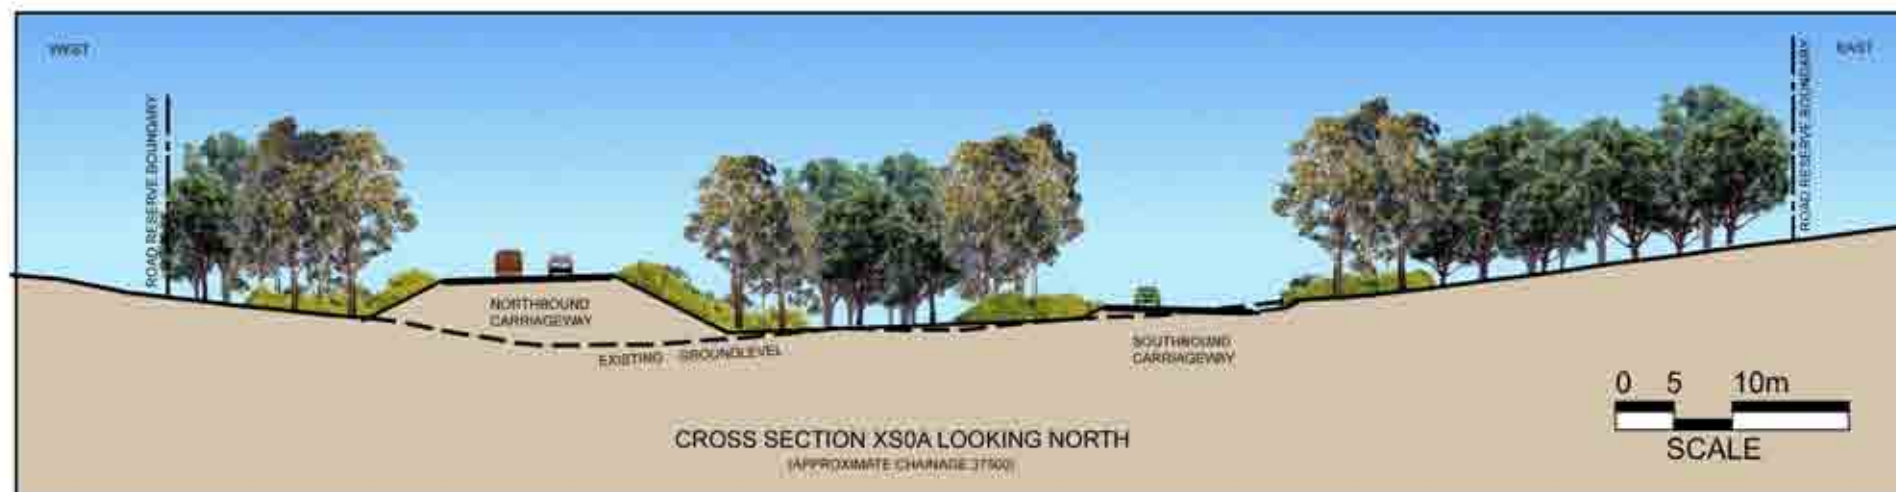 WEST
EAST
ROAD RESERVE BOUNDARY
ROAD RESERVE BOUNDARY
NORTHBOUND
CARRIAGEWAY
EXISTING GROUNDLEVEL
SOUTHBOUND
CARRIAGEWAY
0 5 10m
SCALE
CROSS SECTION XS0A LOOKING NORTH
(APPROXIMATE CHAINAGE 37500)